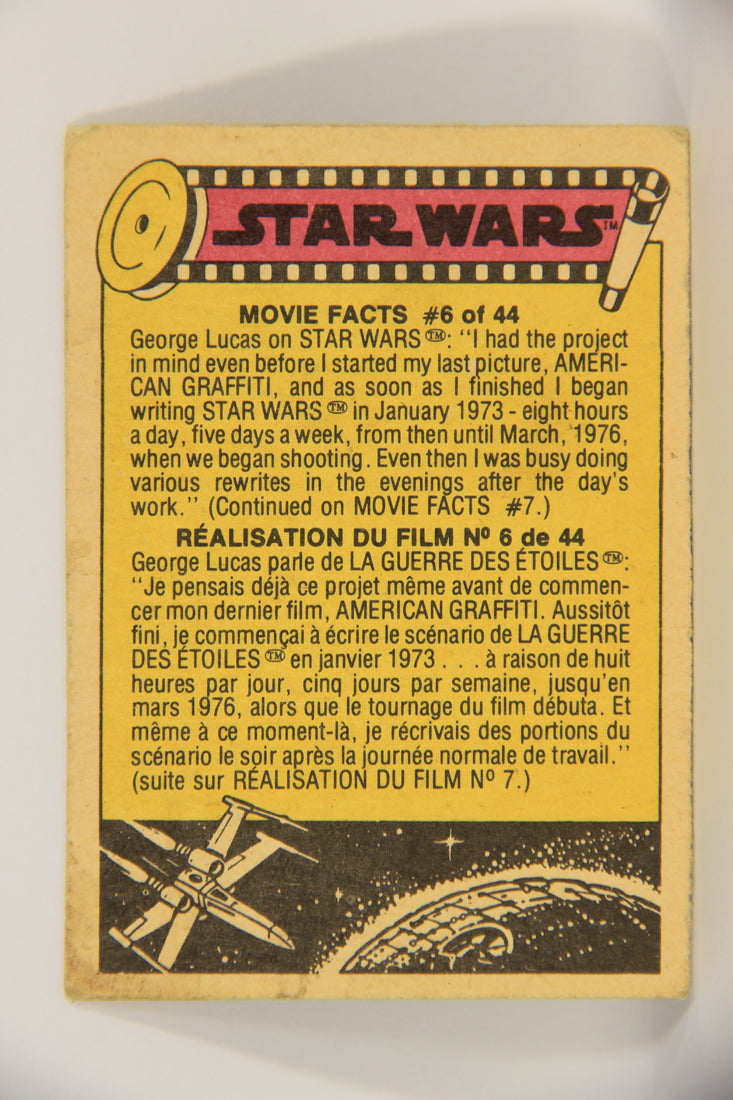 STAR WARS™
MOVIE FACTS #6 of 44
George Lucas on STAR WARS ™: "I had the project
in mind even before I started my last picture, AMERI-
CAN GRAFFITI, and as soon as I finished I began
writing STAR WARS ™ in January 1973 - eight hours
a day, five days a week, from then until March, 1976,
when we began shooting. Even then I was busy doing
various rewrites in the evenings after the day's
work." (Continued on MOVIE FACTS #7.)
RÉALISATION DU FILM Nº 6 de 44
George Lucas parle de LA GUERRE DES ÉTOILES ™:
"Je pensais déjà ce projet même avant de commen-
cer mon dernier film, AMERICAN GRAFFITI. Aussitôt
fini, je commençai à écrire le scénario de LA GUERRE
DES ÉTOILES ™ en janvier 1973 . . . à raison de huit
heures par jour, cinq jours par semaine, jusqu'en
mars 1976, alors que le tournage du film débuta. Et
même à ce moment-là, je récrivais des portions du
scénario le soir après la journée normale de travail."
(suite sur RÉALISATION DU FILM Nº 7.)